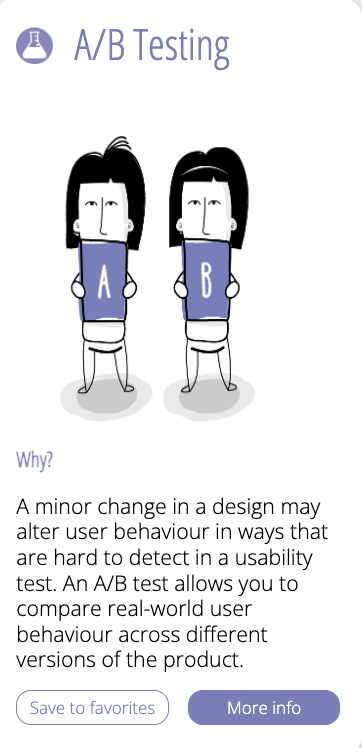 A/B Testing
A
B
Why?
A minor change in a design may
alter user behaviour in ways that
are hard to detect in a usability
test. An A/B test allows you to
compare real-world user
behaviour across different
versions of the product.
Save to favorites
More info